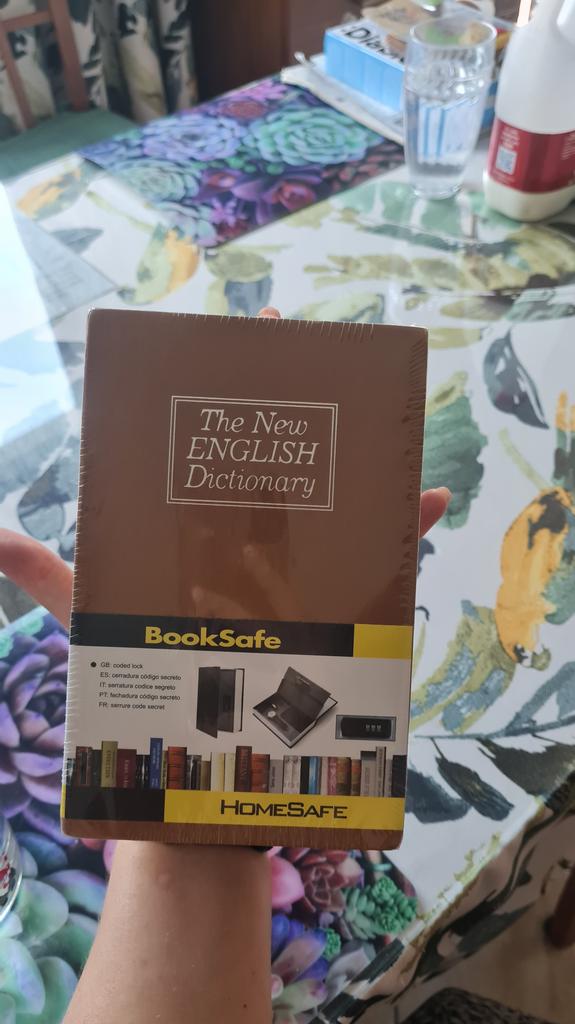 The New
ENGLISH
Dictionary
BookSafe
GB: coded lock
ES: cerradura código secreto
IT: serratura codice segreto
PT: fachadura código secreto
FR: serrure code secret
HOMESAFE